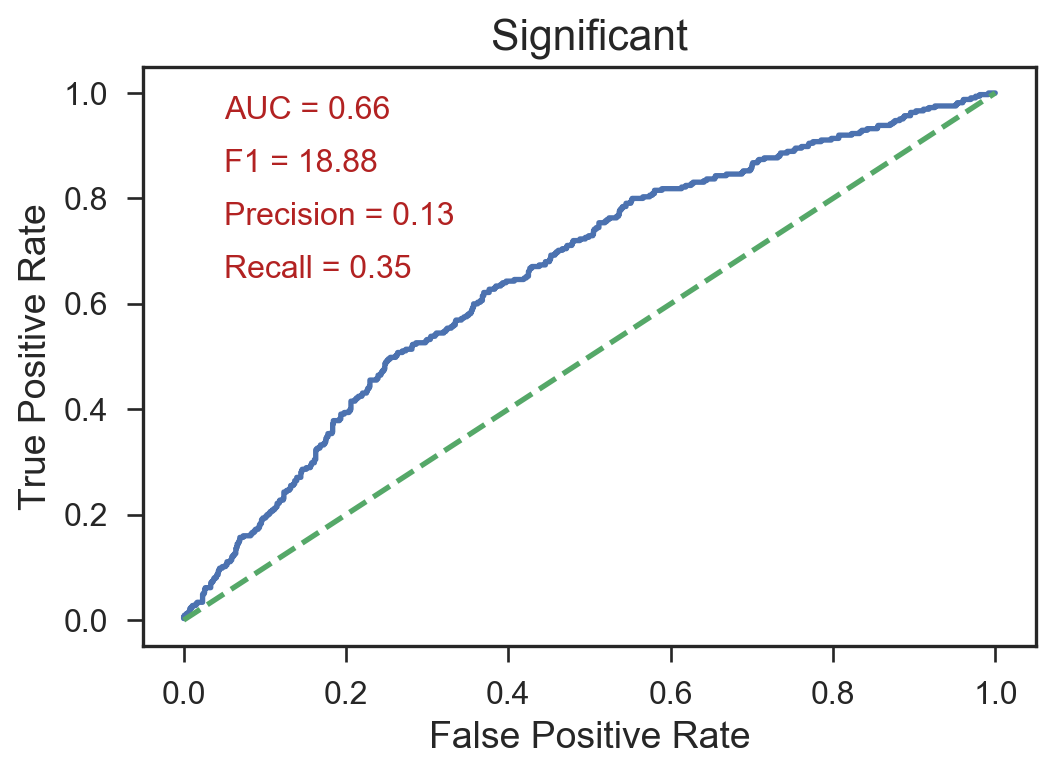 Significant
1.0
0.8
0.6
0.4
0.2
0.0
True Positive Rate
AUC = 0.66
F1 = 18.88
Precision = 0.13
Recall = 0.35
0.0 0.2 0.4 0.6 0.8 1.0
False Positive Rate